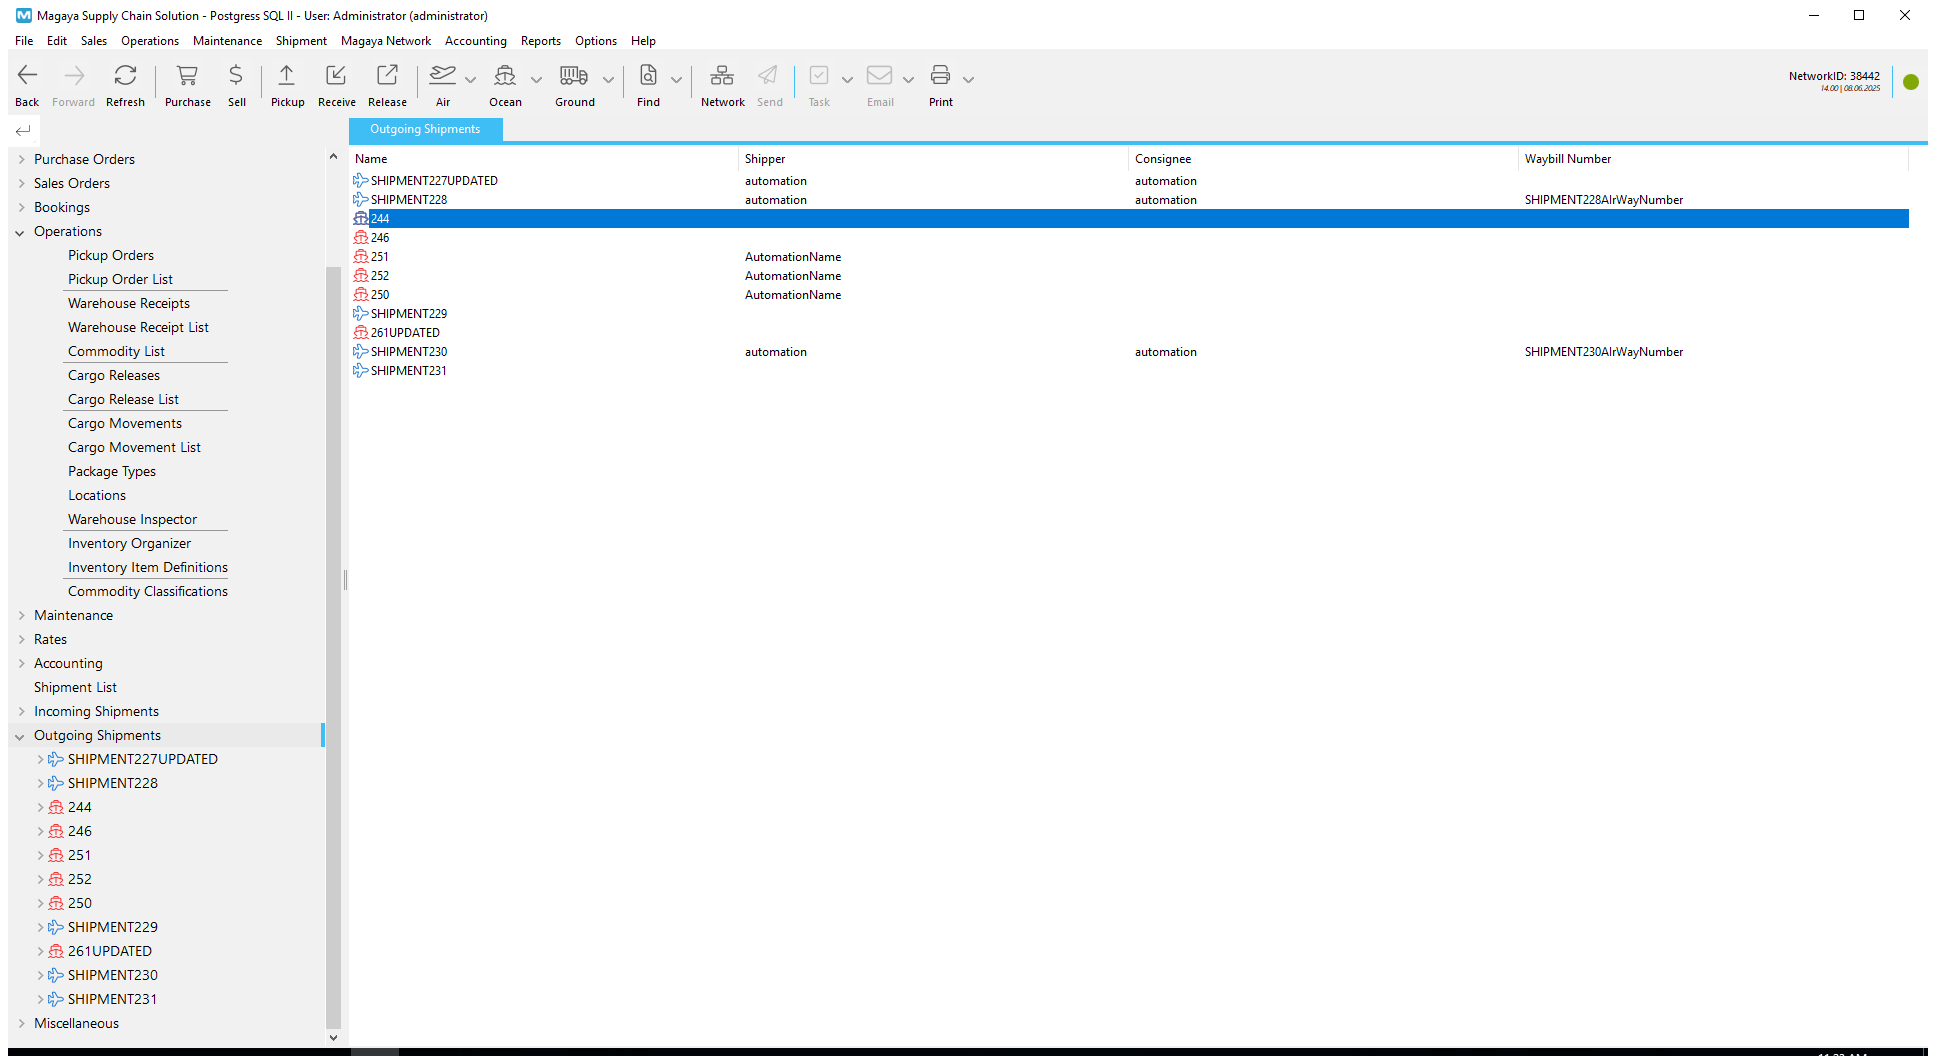 Magaya Supply Chain Solution - Postgress SQL II - User: Administrator (administrator)
File Edit Sales Operations Maintenance Shipment Magaya Network Accounting Reports Options Help
Back Forward Refresh Purchase Sell Pickup Receive Release Air Ocean Ground Find Network Send Task Email Print
NetworkID: 38442
14.00 | 08.06.2025
Purchase Orders
Sales Orders
Bookings
Operations
Pickup Orders
Pickup Order List
Warehouse Receipts
Warehouse Receipt List
Commodity List
Cargo Releases
Cargo Release List
Cargo Movements
Cargo Movement List
Package Types
Locations
Warehouse Inspector
Inventory Organizer
Inventory Item Definitions
Commodity Classifications
Maintenance
Rates
Accounting
Shipment List
Incoming Shipments
Outgoing Shipments
SHIPMENT227UPDATED
SHIPMENT228
244
246
251
252
250
SHIPMENT229
261UPDATED
SHIPMENT230
SHIPMENT231
Miscellaneous
Outgoing Shipments
Name Shipper Consignee Waybill Number
SHIPMENT227UPDATED automation automation
SHIPMENT228 automation automation SHIPMENT228AIrWayNumber
244
246
251 AutomationName
252 AutomationName
250 AutomationName
SHIPMENT229
261UPDATED
SHIPMENT230 automation automation SHIPMENT230AIrWayNumber
SHIPMENT231